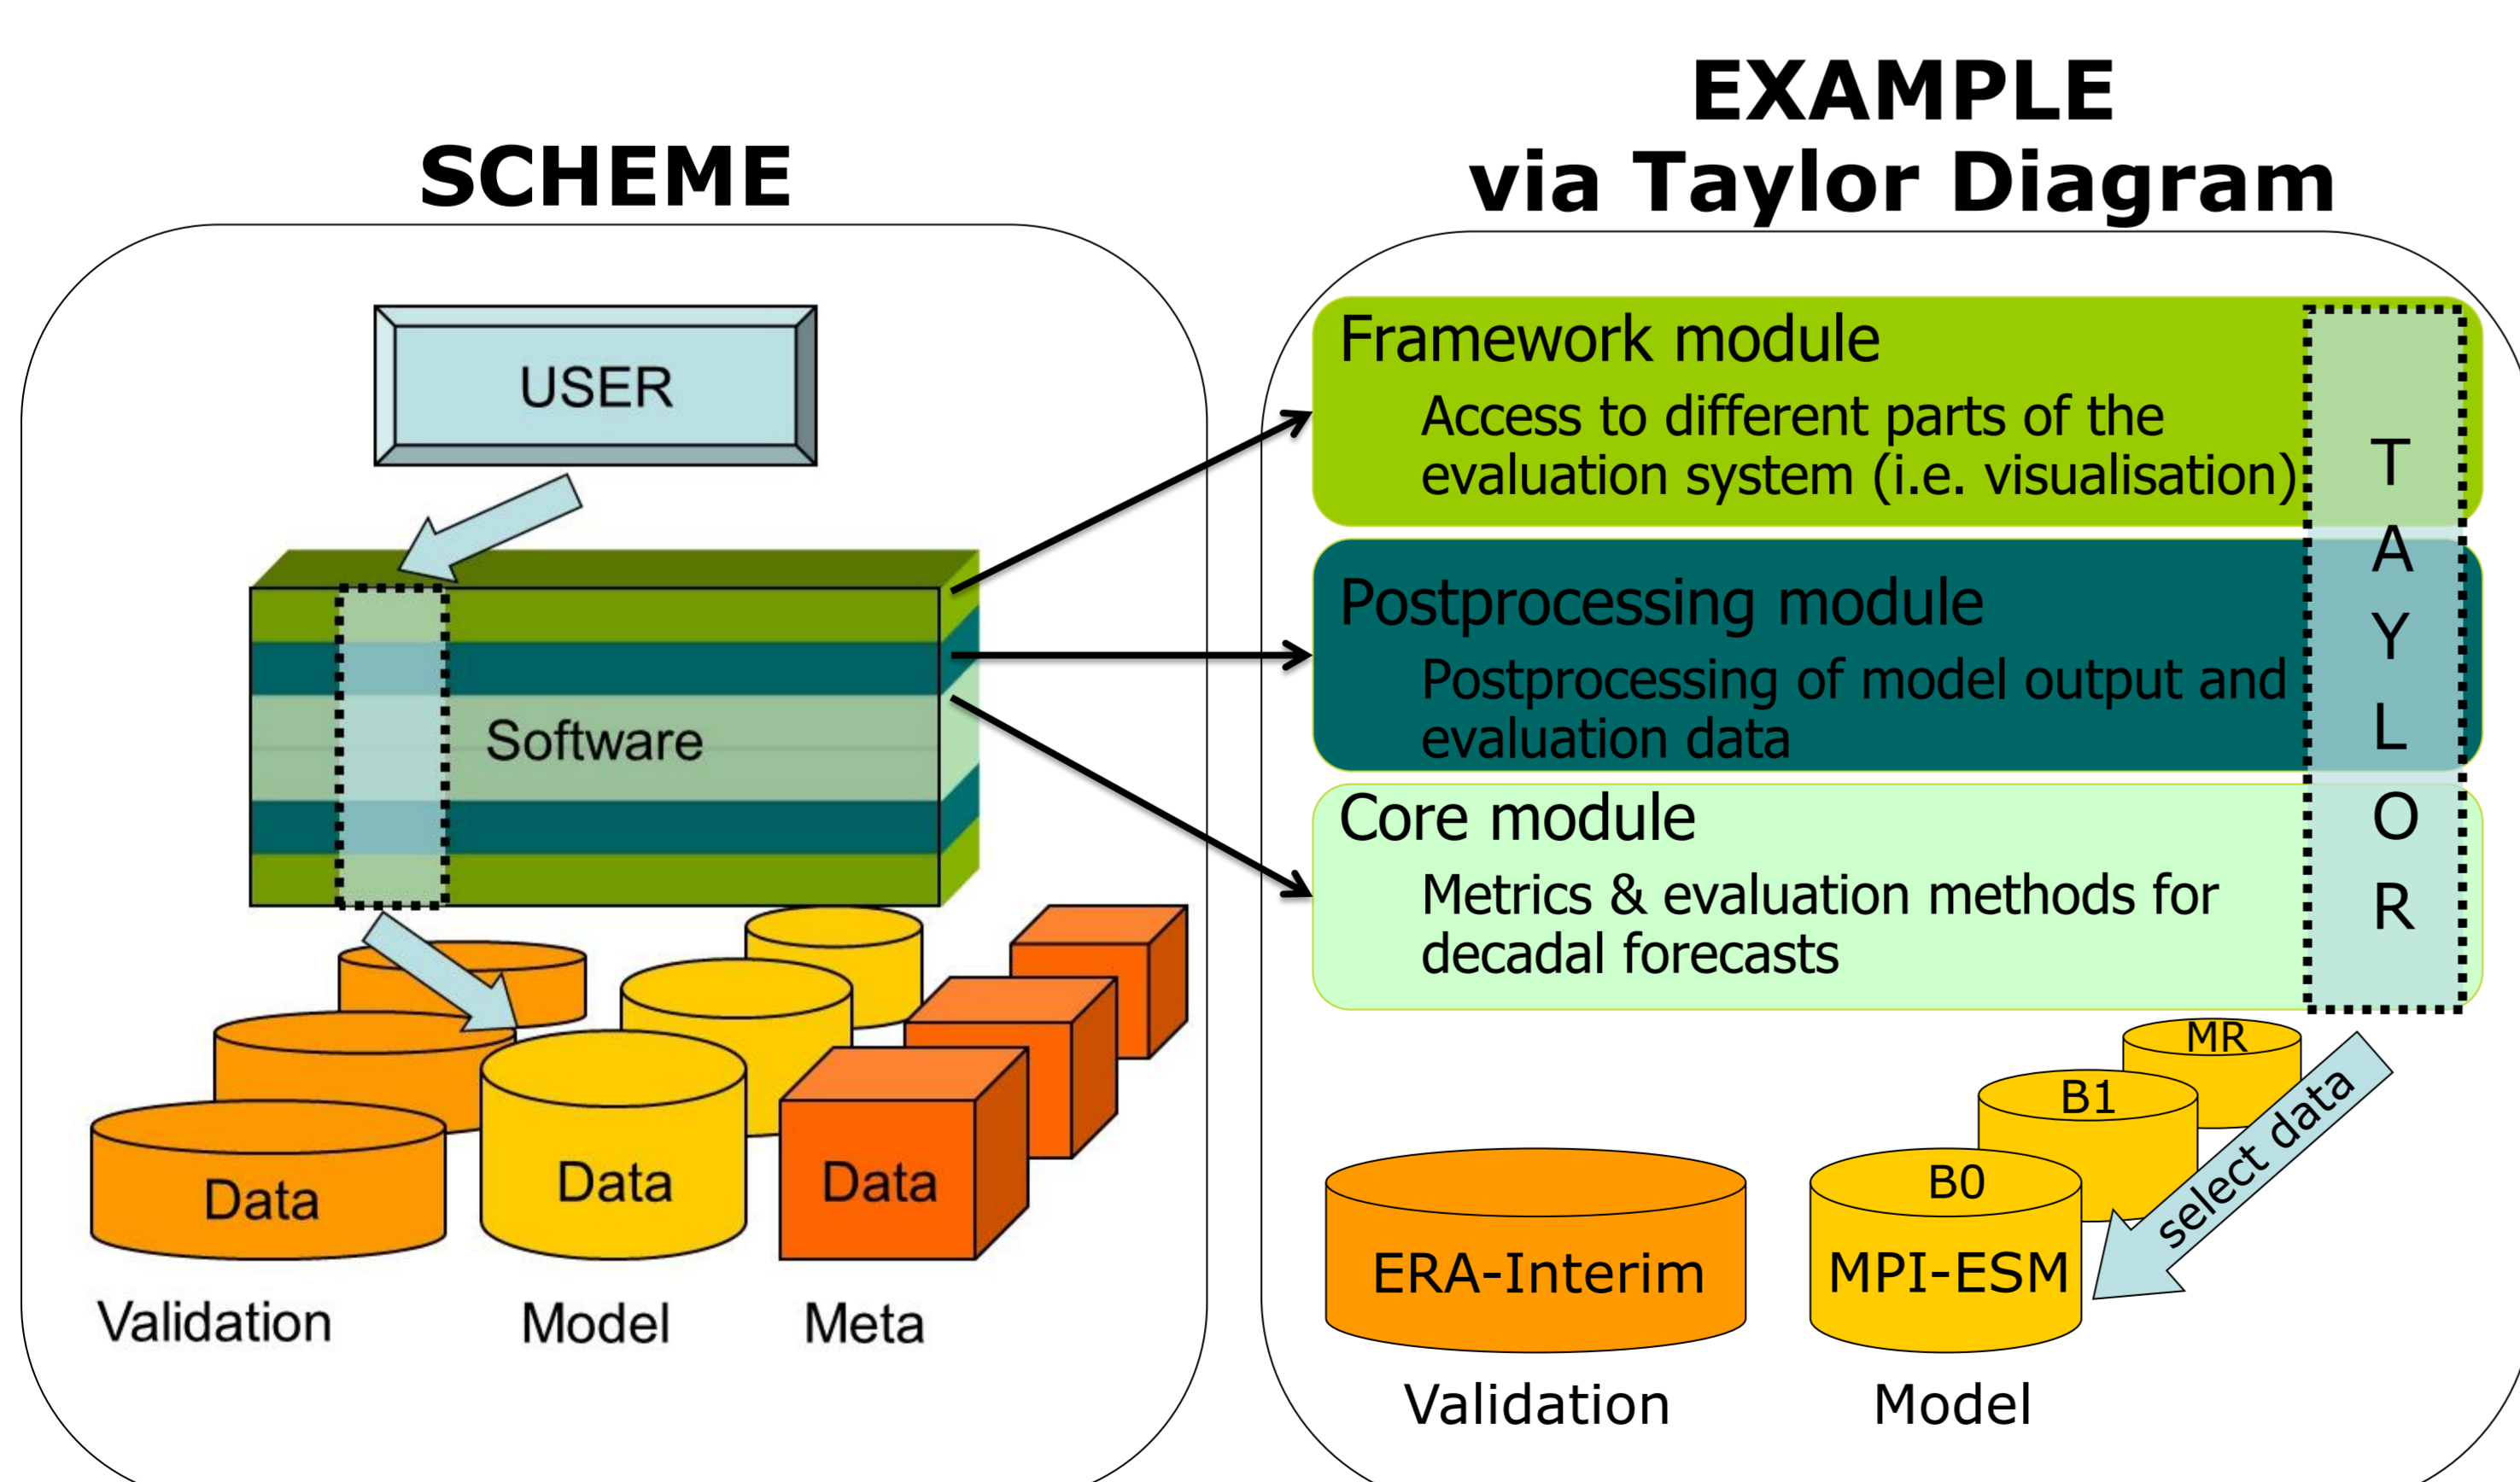 SCHEME
USER
Software
Data
Data
Data
Validation
Model
Meta
EXAMPLE
via Taylor Diagram
Framework module
Access to different parts of the
evaluation system (i.e. visualisation)
Postprocessing module
Postprocessing of model output and
evaluation data
Core module
Metrics & evaluation methods for
decadal forecasts
T
A
Y
L
O
R
MR
B1
B0
select data
ERA-Interim
MPI-ESM
Validation
Model